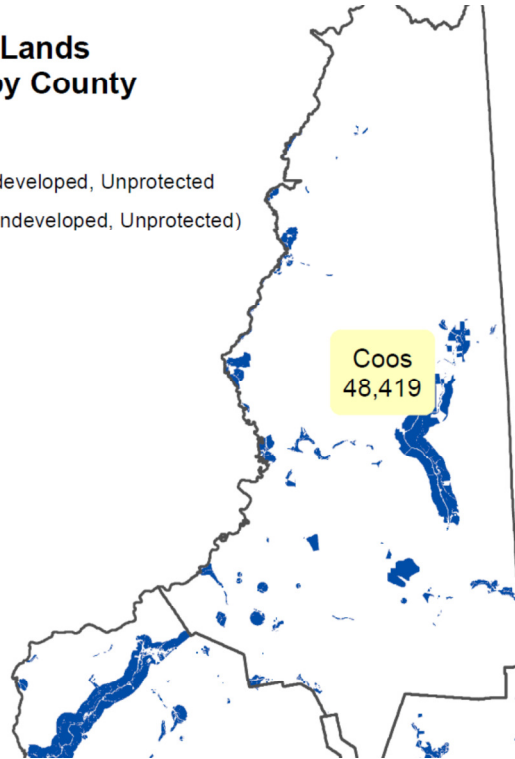 Lands
by County
developed, Unprotected
ndeveloped, Unprotected)
Coos
48,419